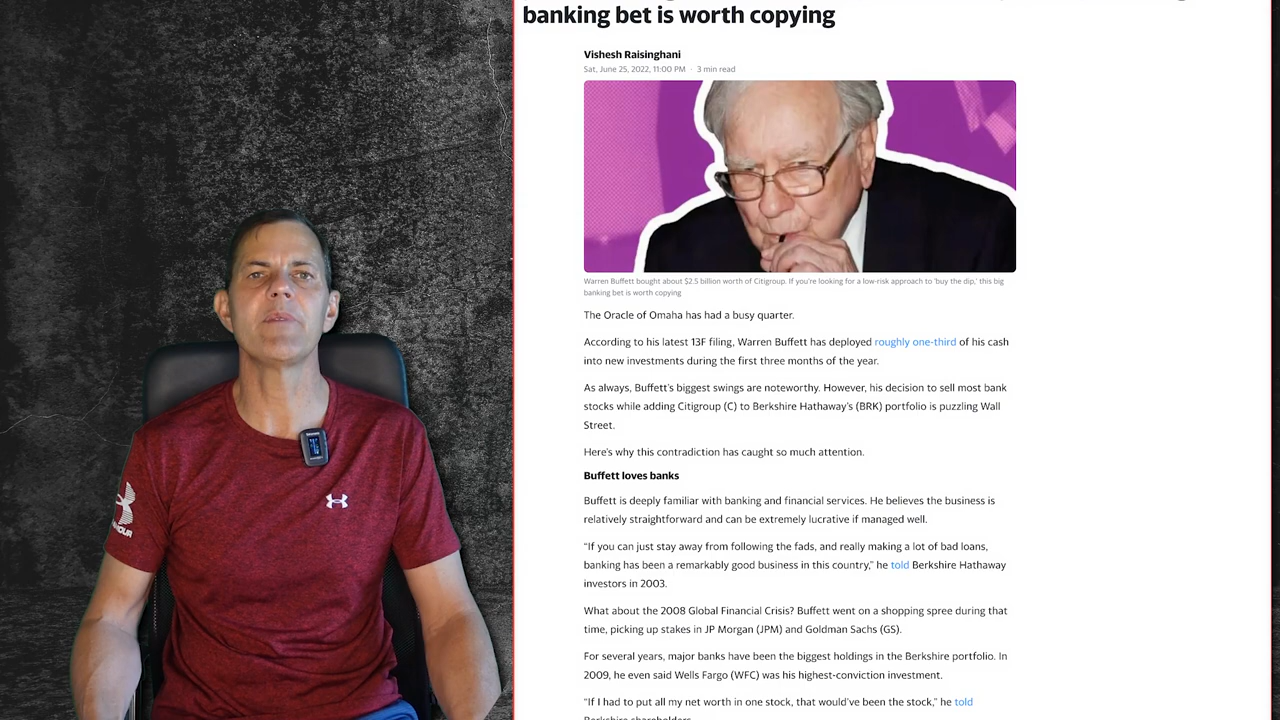 banking bet is worth copying
Vishesh Raisinghani
Sat, June 25, 2022, 11:00 PM · 3 min read
Warren Buffett bought about $2.5 billion worth of Citigroup. If you're looking for a low-risk approach to 'buy the dip,' this big
banking bet is worth copying
The Oracle of Omaha has had a busy quarter.
According to his latest 13F filing, Warren Buffett has deployed roughly one-third of his cash
into new investments during the first three months of the year.
As always, Buffett's biggest swings are noteworthy. However, his decision to sell most bank
stocks while adding Citigroup (C) to Berkshire Hathaway's (BRK) portfolio is puzzling Wall
Street.
Here's why this contradiction has caught so much attention.
Buffett loves banks
Buffett is deeply familiar with banking and financial services. He believes the business is
relatively straightforward and can be extremely lucrative if managed well.
"If you can just stay away from following the fads, and really making a lot of bad loans,
banking has been a remarkably good business in this country," he told Berkshire Hathaway
investors in 2003.
What about the 2008 Global Financial Crisis? Buffett went on a shopping spree during that
time, picking up stakes in JP Morgan (JPM) and Goldman Sachs (GS).
For several years, major banks have been the biggest holdings in the Berkshire portfolio. In
2009, he even said Wells Fargo (WFC) was his highest-conviction investment.
"If I had to put all my net worth in one stock, that would've been the stock," he told
Berkshire shareholders.